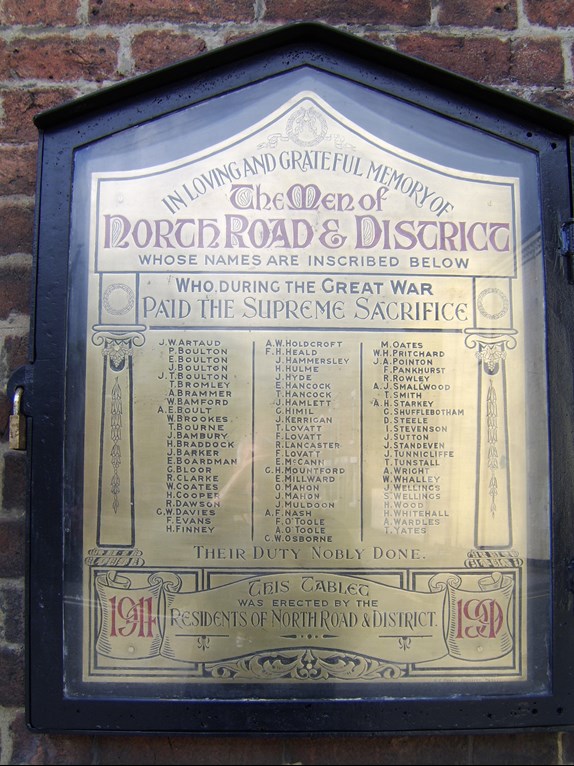 IN LOVING AND GRATEFUL MEMORY OF
The Men of
NORTH ROAD & DISTRICT
WHOSE NAMES ARE INSCRIBED BELOW
WHO, DURING THE GREAT WAR
PAID THE SUPREME SACRIFICE
J. WARTAUD
P. BOULTON
E. BOULTON
J. BOULTON
J. T. BOULTON
T. BROMLEY
A. BRAMMER
W. BAMFORD
A. E. BOULT
W. BROOKES
T. BOURNE
J. BAMBURY
H. BRADDOCK
J. BARKER
E. BOARDMAN
G. BLOOR
R. CLARKE
W. COATES
H. COOPER
R. DAWSON
G. W. DAVIES
F. EVANS
H. FINNEY
A. W. HOLDCROFT
F. H. HEALD
J. HAMMERSLEY
H. HULME
J. HYDE
E. HANCOCK
T. HANCOCK
J. HAMLETT
G. HIMIL
J. KERRIGAN
T. LOVATT
F. LOVATT
R. LANCASTER
F. LOVATT
E. McCANN
G. H. MOUNTFORD
E. MILLWARD
O. MAHON
J. MAHON
J. MULDOON
A. F. NASH
F. O'TOOLE
A. O'TOOLE
C. W. OSBORNE
M. OATES
W. H. PRITCHARD
J. A. POINTON
F. PANKHURST
R. ROWLEY
A. J. SMALLWOOD
T. SMITH
A. H. STARKEY
G. SHUFFLEBOTHAM
D. STEELE
I. STEVENSON
J. SUTTON
J. STANDEVEN
J. TUNNICLIFFE
T. TUNSTALL
A. WRIGHT
W. WHALLEY
J. WELLINGS
S. WELLINGS
H. WOOD
H. WHITEHALL
A. WARDLES
T. YATES
THEIR DUTY NOBLY DONE.
THIS TABLET
WAS ERECTED BY THE
RESIDENTS OF NORTH ROAD & DISTRICT.
1914